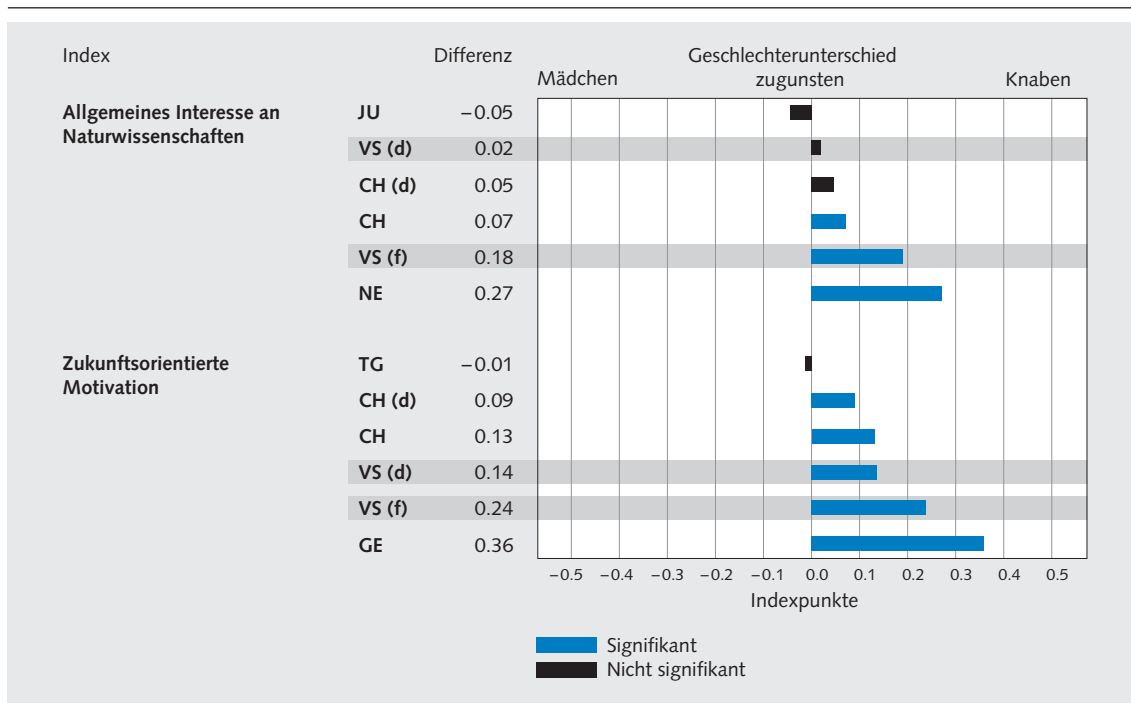 Index Differenz Geschlechterunterschied
Mädchen zugunsten Knaben
Allgemeines Interesse an JU −0.05
Naturwissenschaften
VS (d) 0.02
CH (d) 0.05
CH 0.07
VS (f) 0.18
NE 0.27
Zukunftsorientierte TG −0.01
Motivation
CH (d) 0.09
CH 0.13
VS (d) 0.14
VS (f) 0.24
GE 0.36
−0.5 −0.4 −0.3 −0.2 −0.1 0.0 0.1 0.2 0.3 0.4 0.5
Indexpunkte
Signifikant
Nicht signifikant